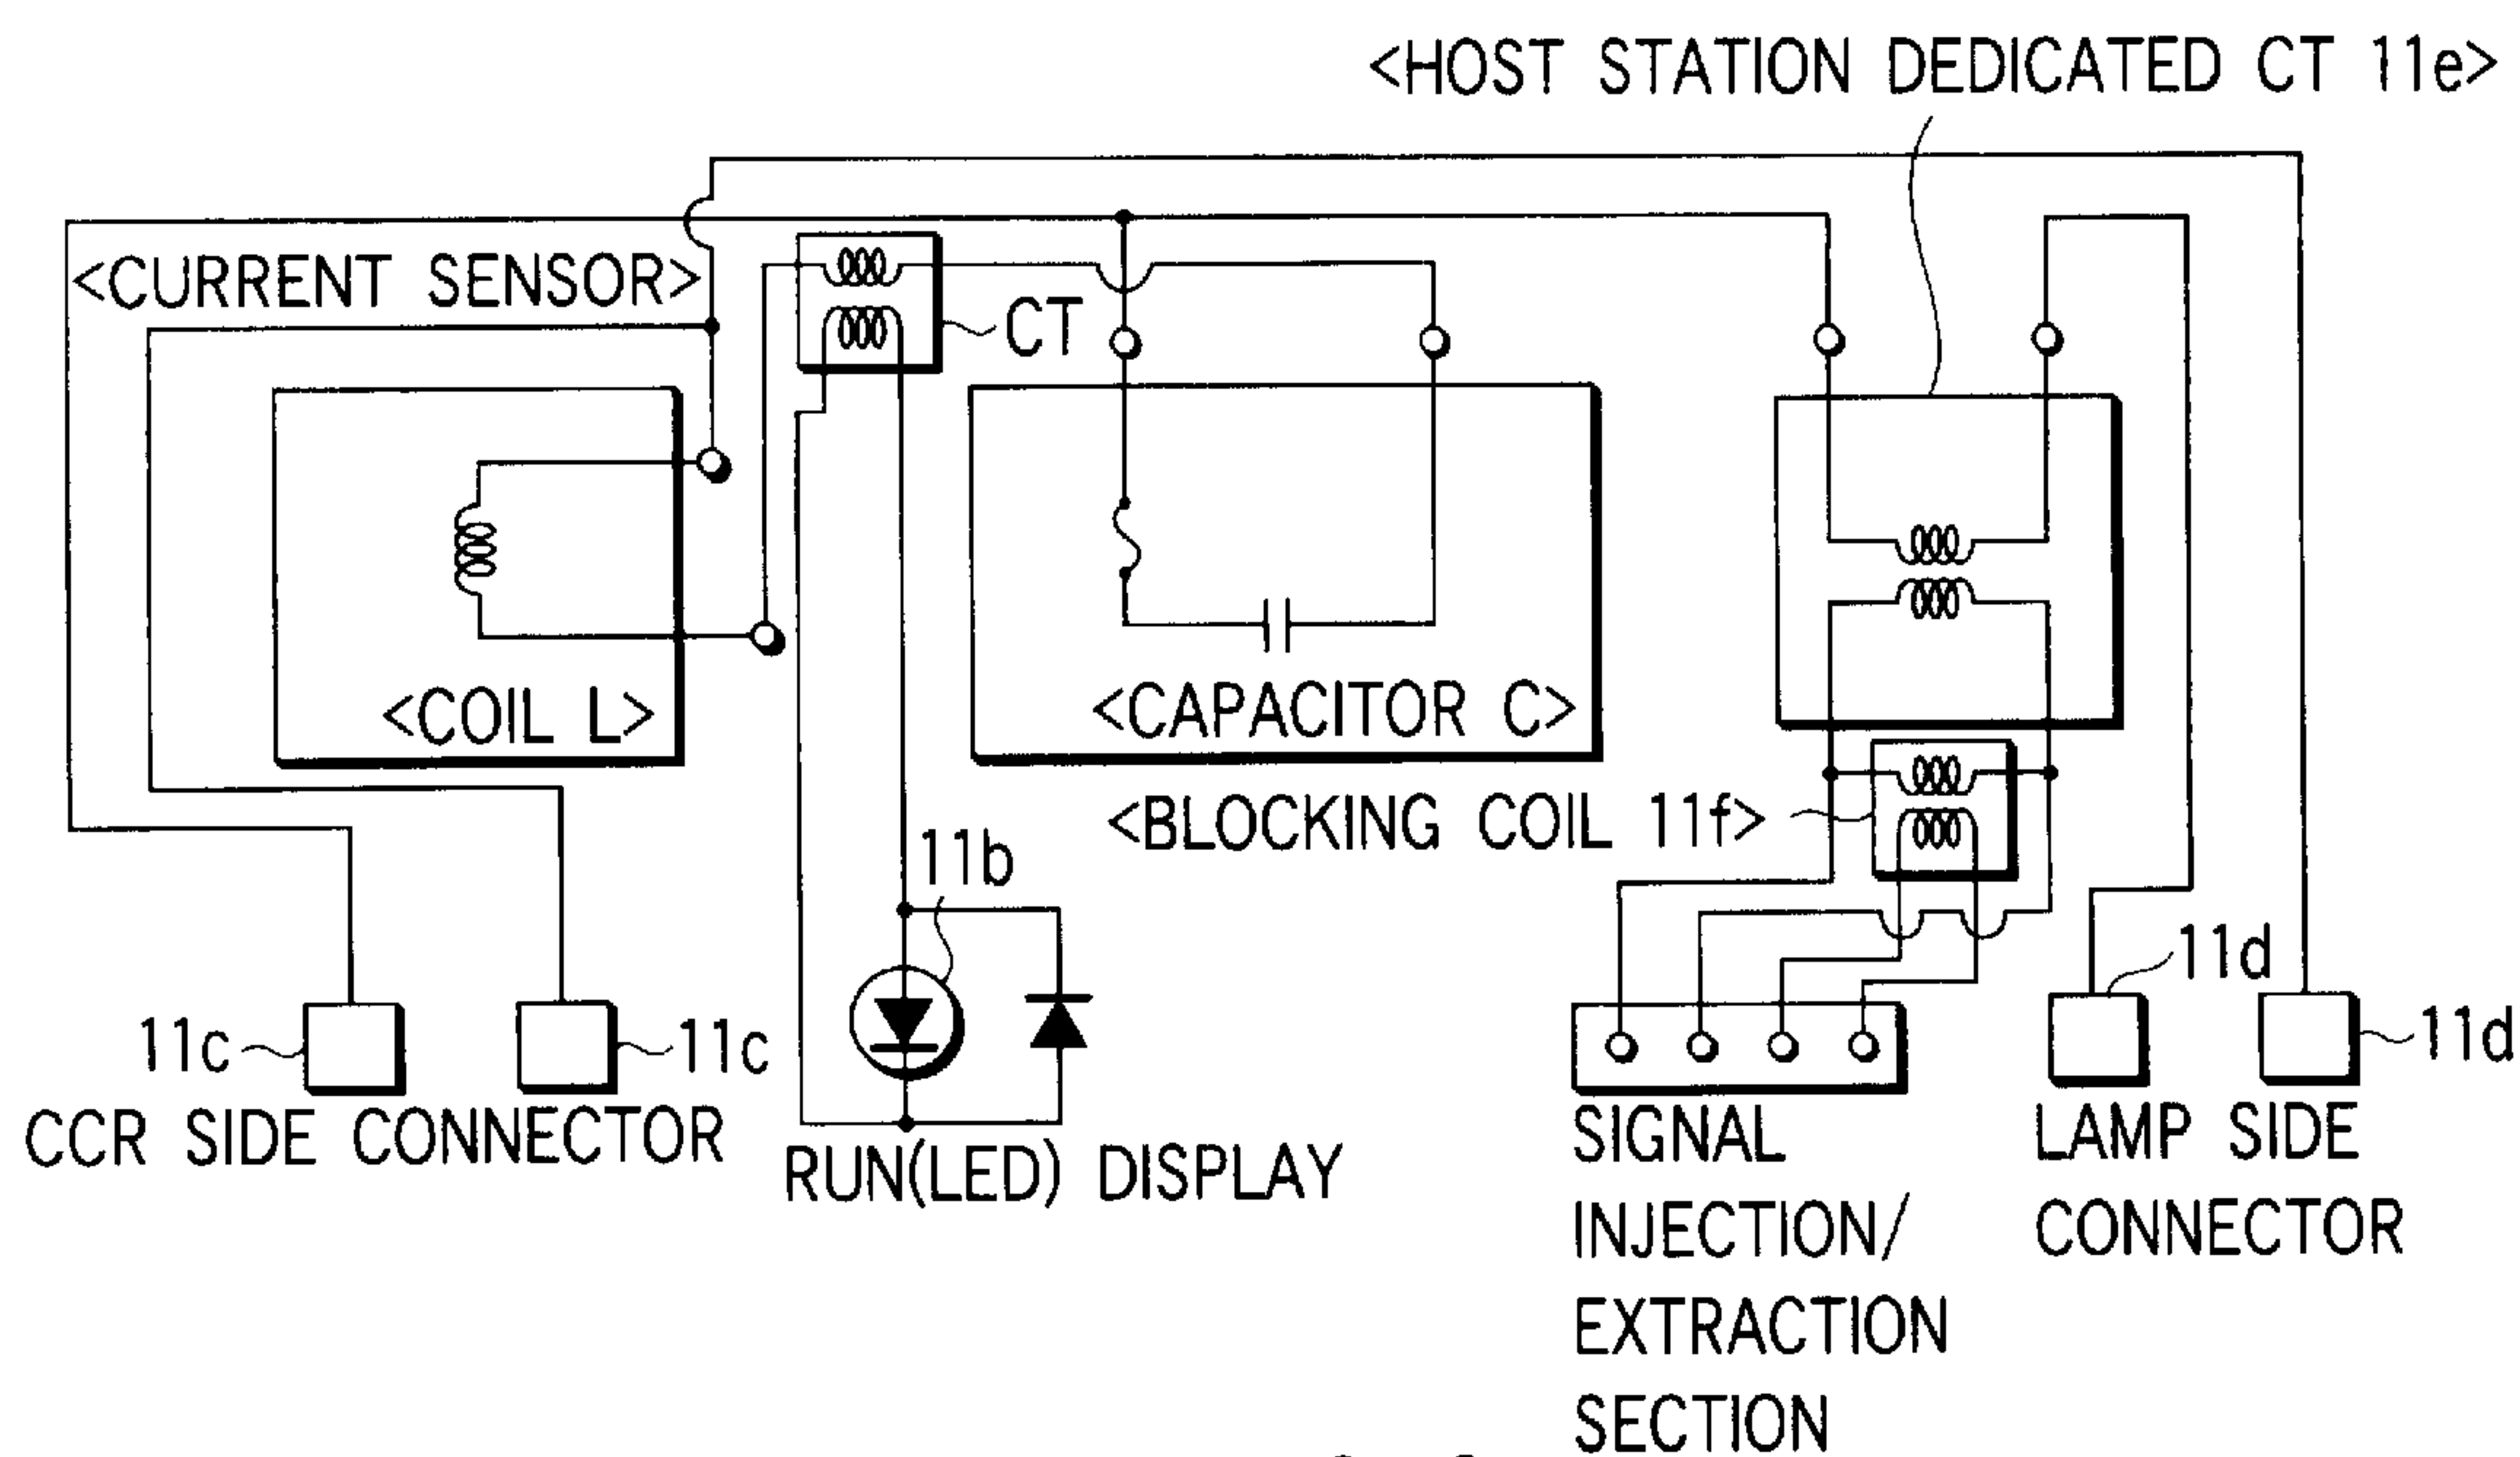 <HOST STATION DEDICATED CT 11e>
<CURRENT SENSOR>
CT
<COIL L>
<CAPACITOR C>
<BLOCKING COIL 11f>
11b
11d
11c
11c
11d
CCR SIDE CONNECTOR
RUN(LED) DISPLAY
SIGNAL
INJECTION/
EXTRACTION
SECTION
LAMP SIDE
CONNECTOR